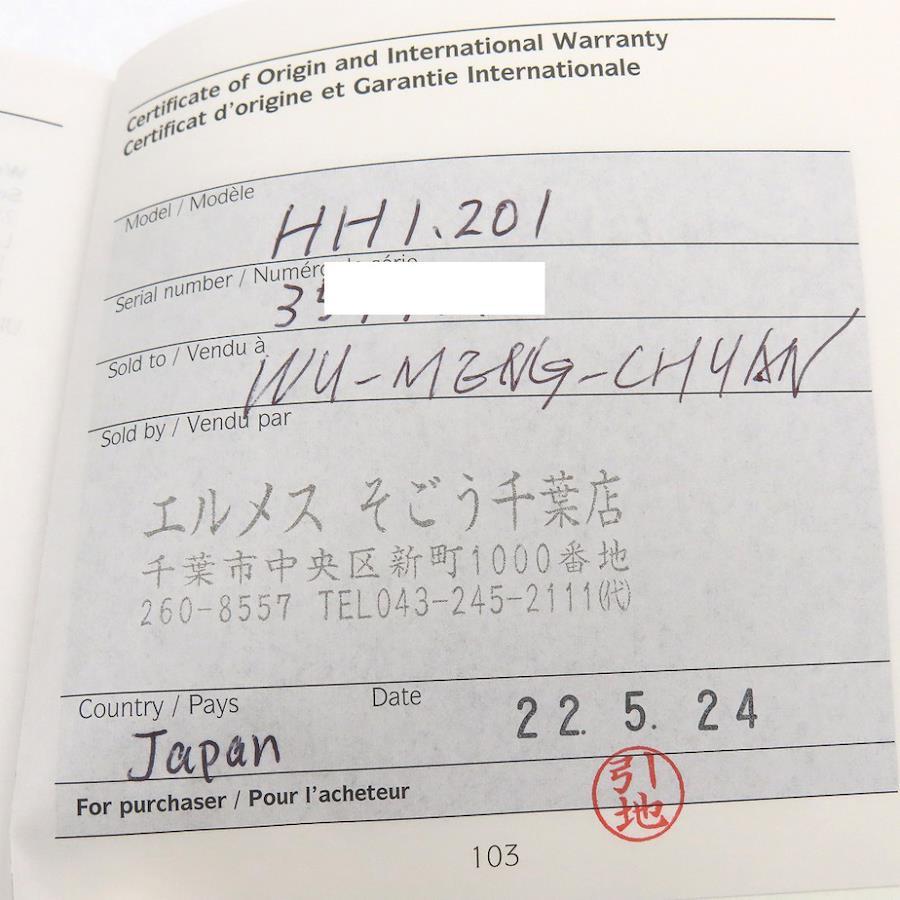 Certificate of Origin and International Warranty
Certificat d'origine et Garantie Internationale
Model / Modèle
HH1.201
Serial number / Numéro de série
35
Sold to / Vendu à
WU-MENG-CHUAN
Sold by / Vendu par
エルメス そごう千葉店
千葉市中央区新町1000番地
260-8557 TEL043-245-2111㈹
Country / Pays
Date
Japan
22. 5. 24
For purchaser / Pour l'acheteur
引地
103